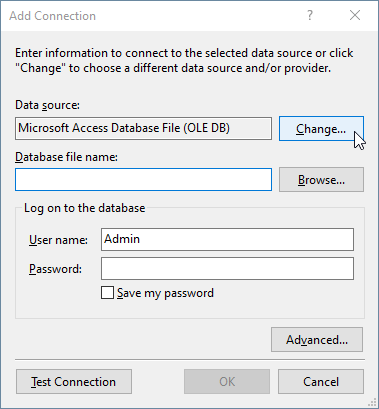 Add Connection
Enter information to connect to the selected data source or click
"Change" to choose a different data source and/or provider.
Data source:
Microsoft Access Database File (OLE DB)
Change...
Database file name:
Browse...
Log on to the database
User name:
Admin
Password:
Save my password
Advanced...
Test Connection
OK
Cancel